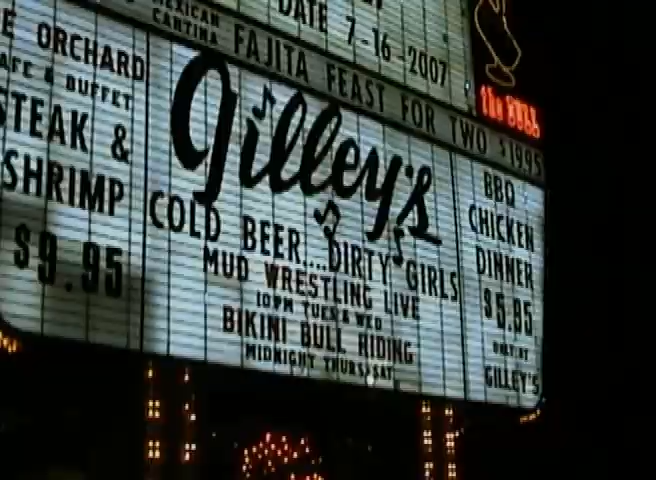 DATE 7-16-2007
MEXICAN
CANTINA
FAJITA FEAST FOR TWO $1995
the BULL
E ORCHARD
AFE & BUFFET
STEAK &
SHRIMP
$9.95
Gilley's
COLD BEER...DIRTY GIRLS
MUD WRESTLING LIVE
10PM TUES & WED
BIKINI BULL RIDING
MIDNIGHT THURS/SAT
BBQ
CHICKEN
DINNER
$5.95
ONLY AT
GILLEY'S